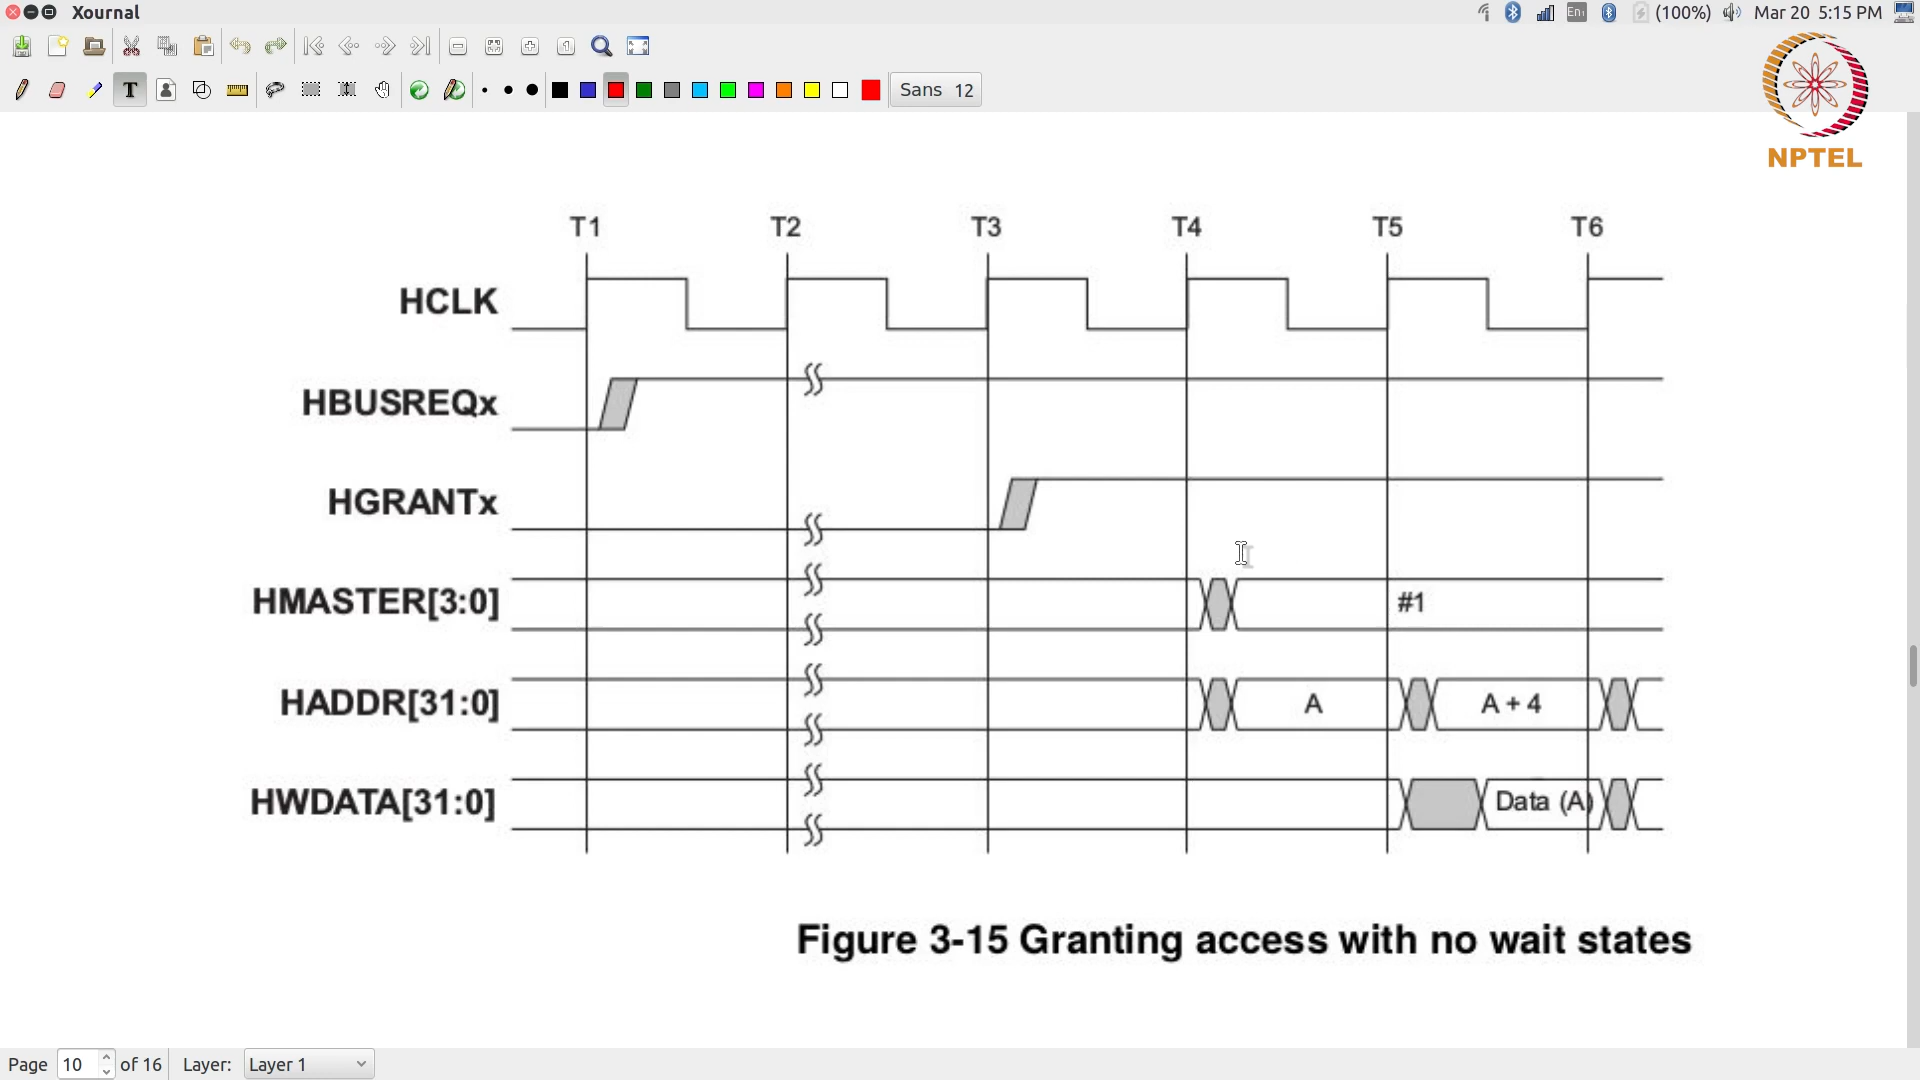 Xournal
En₁ (100%) Mar 20 5:15 PM
T Sans 12
NPTEL
T1 T2 T3 T4 T5 T6
HCLK
HBUSREQx
HGRANTx
HMASTER[3:0] #1
HADDR[31:0] A A + 4
HWDATA[31:0] Data (A)
Figure 3-15 Granting access with no wait states
Page 10 of 16 Layer: Layer 1